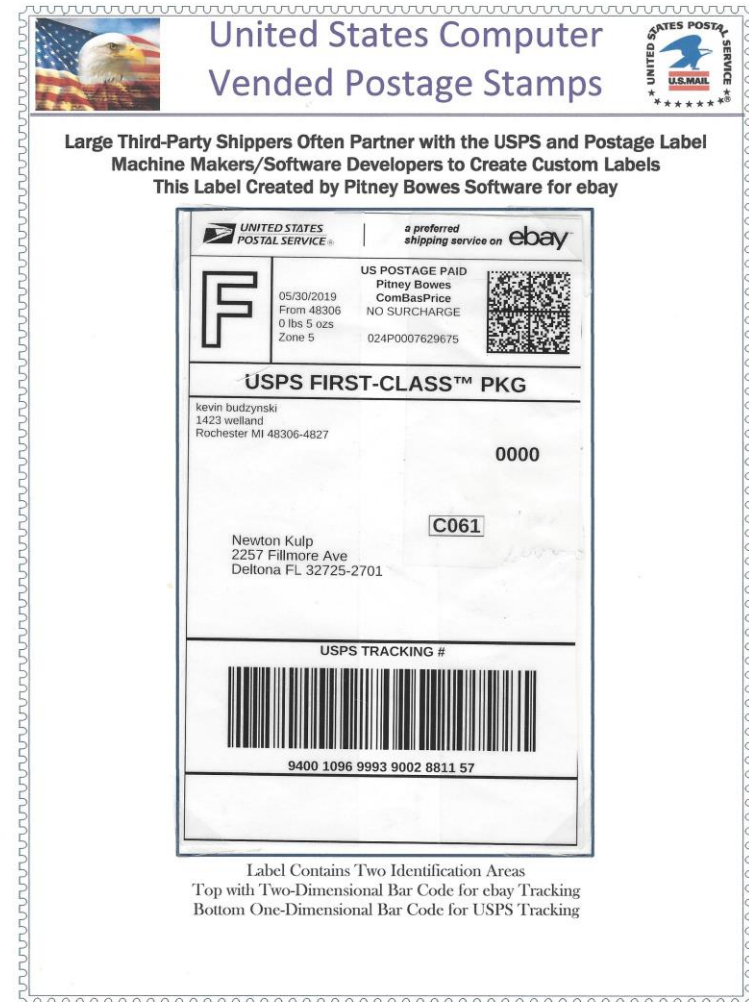 United States Computer
Vended Postage Stamps
UNITED STATES POSTAL SERVICE
U.S.MAIL
Large Third-Party Shippers Often Partner with the USPS and Postage Label
Machine Makers/Software Developers to Create Custom Labels
This Label Created by Pitney Bowes Software for ebay
UNITED STATES
POSTAL SERVICE®
a preferred
shipping service on ebay
F
05/30/2019
From 48306
0 lbs 5 ozs
Zone 5
US POSTAGE PAID
Pitney Bowes
ComBasPrice
NO SURCHARGE
024P0007629675
USPS FIRST-CLASS™ PKG
kevin budzynski
1423 welland
Rochester MI 48306-4827
0000
C061
Newton Kulp
2257 Fillmore Ave
Deltona FL 32725-2701
USPS TRACKING #
9400 1096 9993 9002 8811 57
Label Contains Two Identification Areas
Top with Two-Dimensional Bar Code for ebay Tracking
Bottom One-Dimensional Bar Code for USPS Tracking